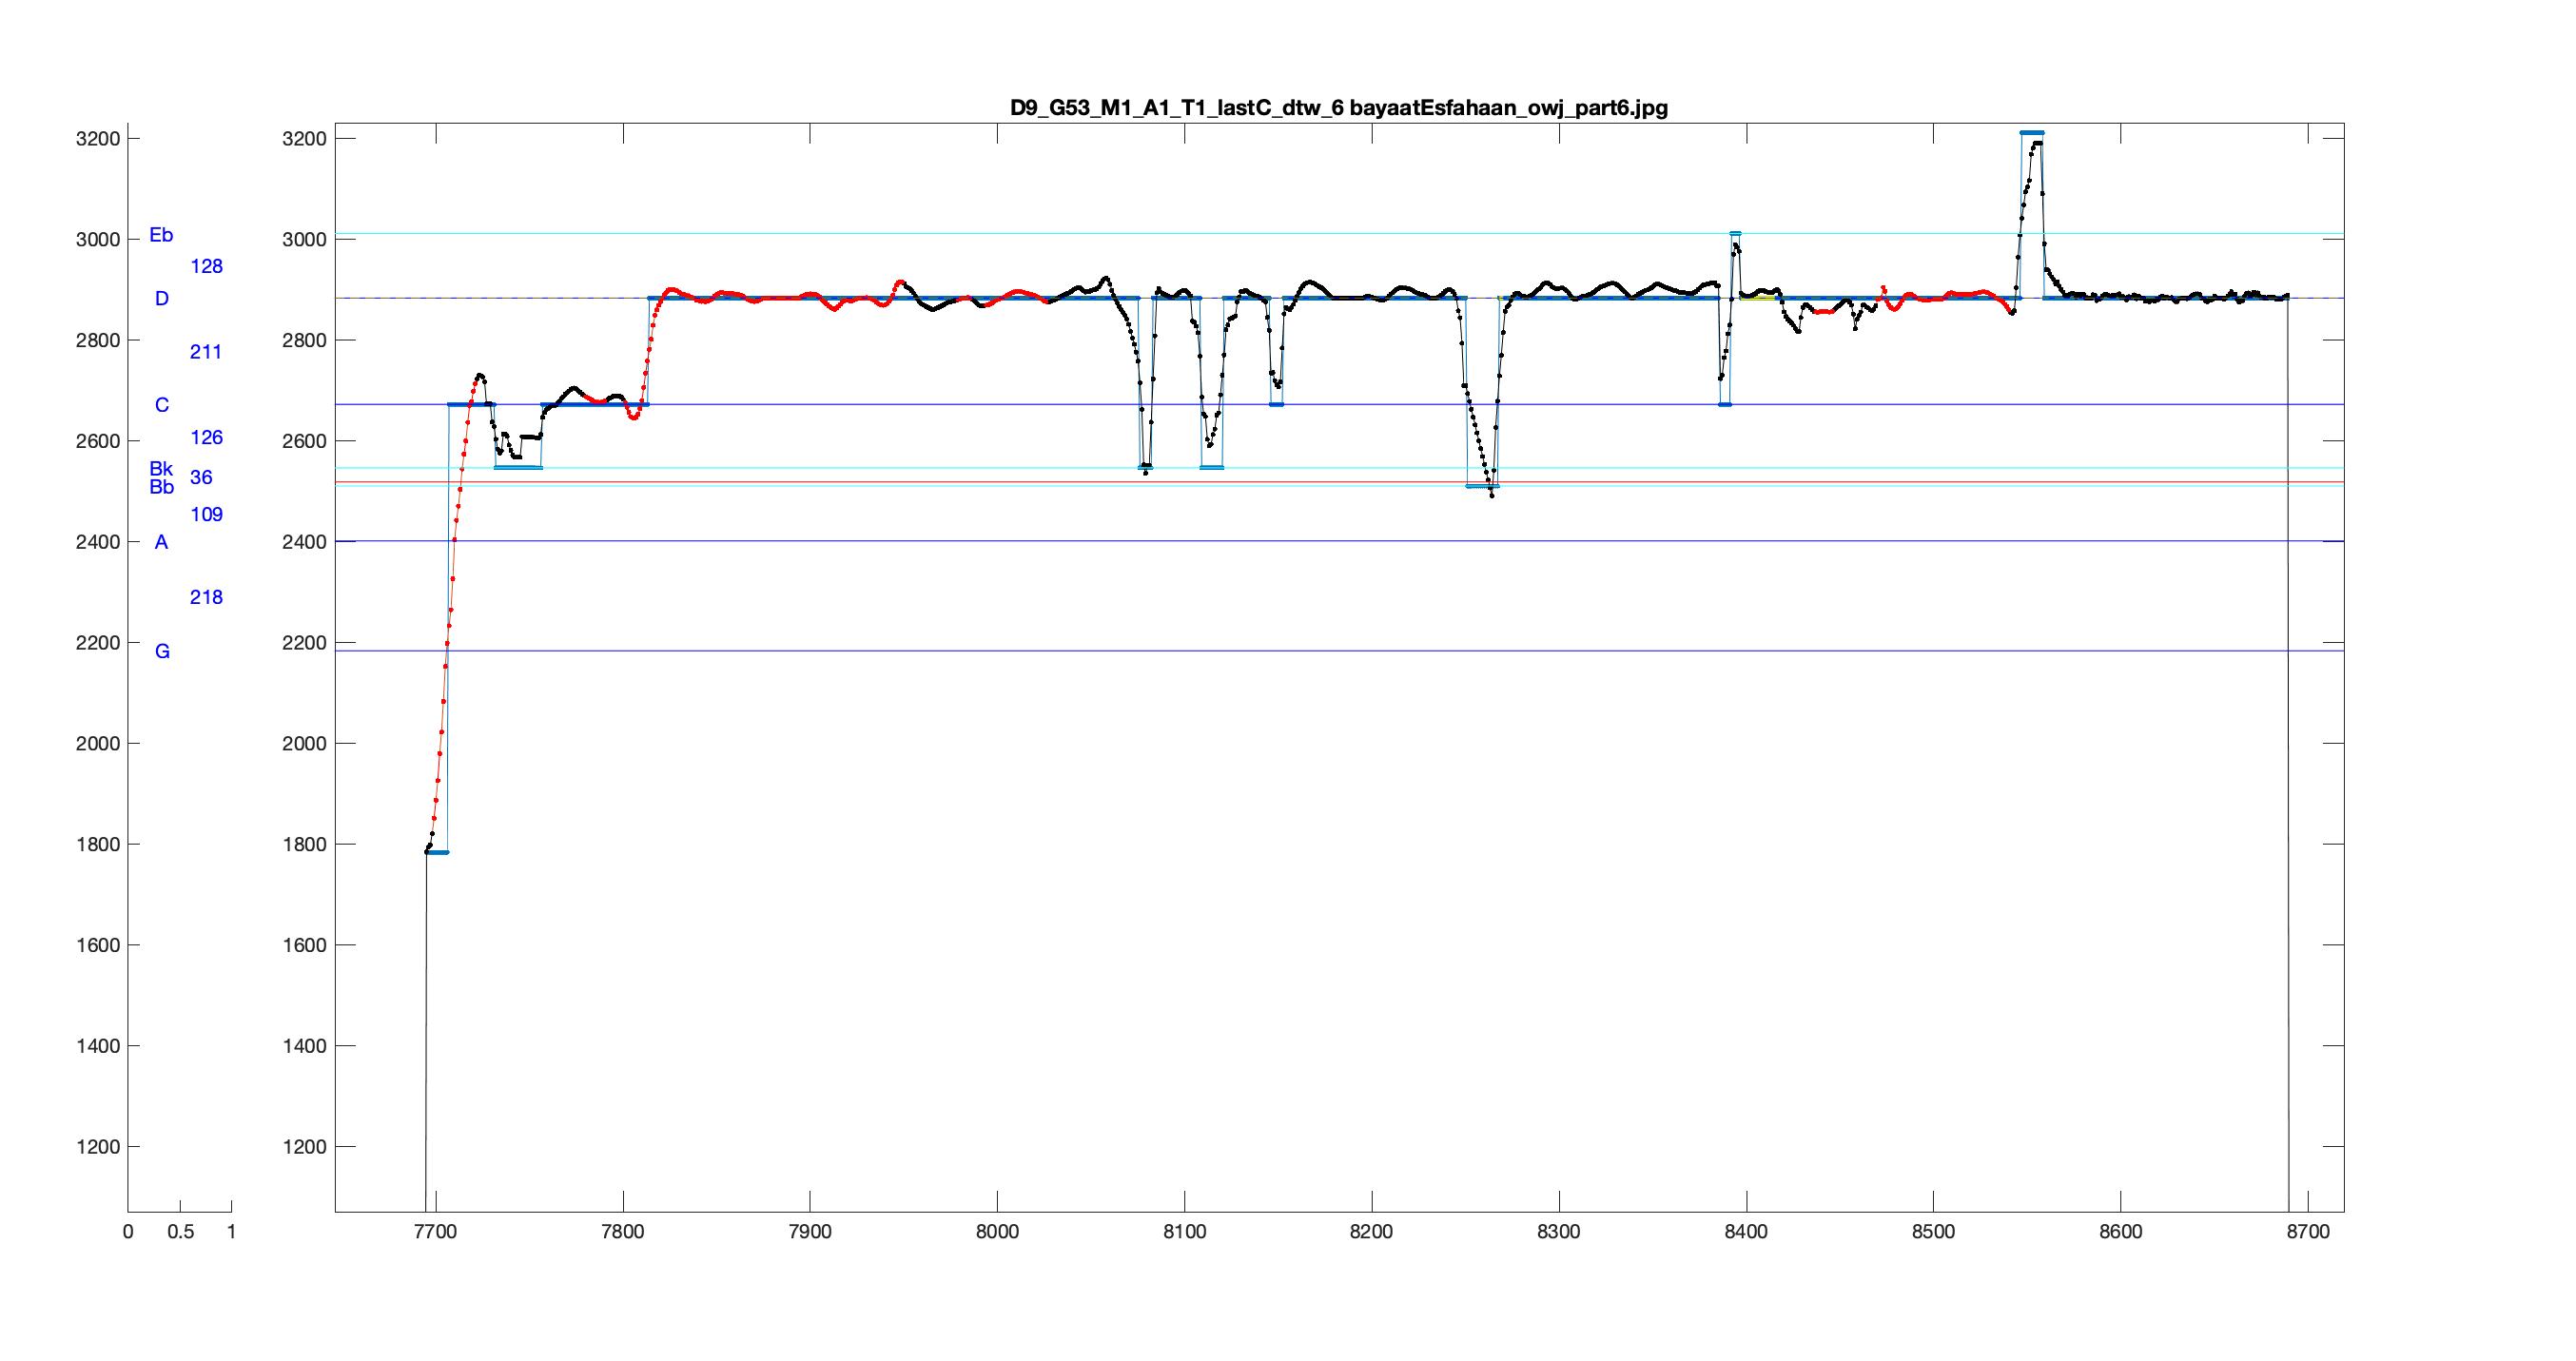 D9_G53_M1_A1_T1_lastC_dtw_6 bayaatEsfahaan_owj_part6.jpg
3200 3200
3000 Eb 3000
128
D
2800 211 2800
C
2600 126 2600
Bk 36
Bb
109
2400 A 2400
218
2200 G 2200
2000 2000
1800 1800
1600 1600
1400 1400
1200 1200
0 0.5 1 7700 7800 7900 8000 8100 8200 8300 8400 8500 8600 8700